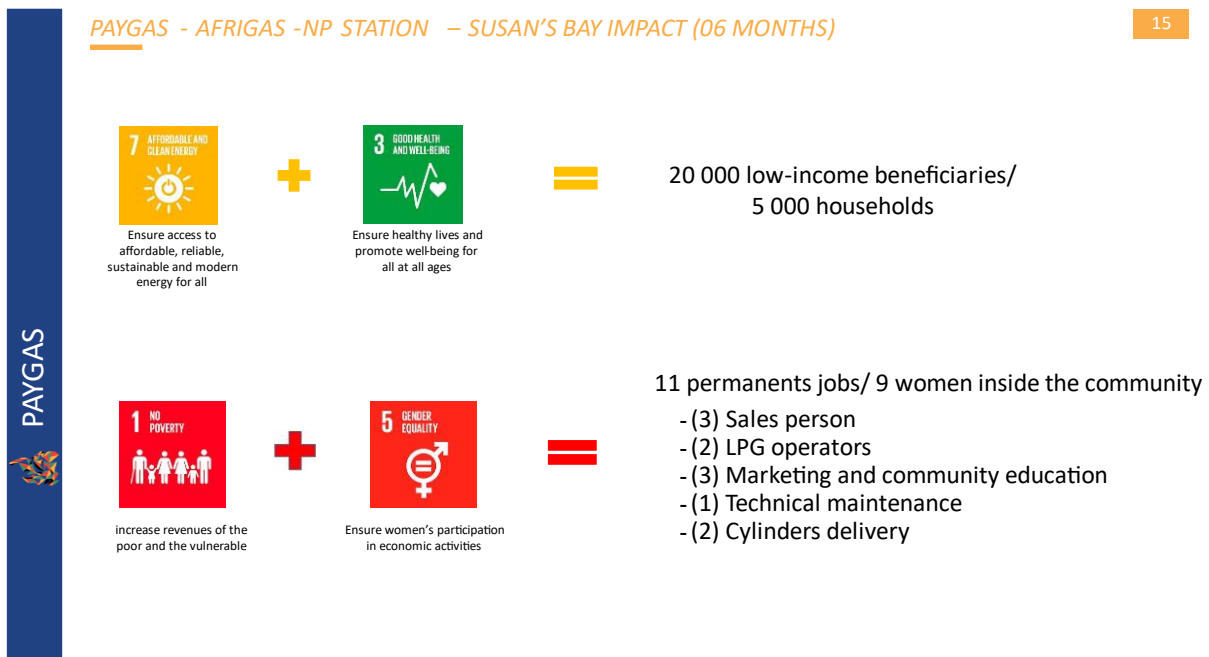 PAYGAS - AFRIGAS -NP STATION – SUSAN'S BAY IMPACT (06 MONTHS)
15
PAYGAS
7 AFFORDABLE AND
CLEAN ENERGY
3 GOOD HEALTH
AND WELL-BEING
Ensure access to
affordable, reliable,
sustainable and modern
energy for all
Ensure healthy lives and
promote well-being for
all at all ages
20 000 low-income beneficiaries/
5 000 households
1 NO
POVERTY
5 GENDER
EQUALITY
increase revenues of the
poor and the vulnerable
Ensure women's participation
in economic activities
11 permanents jobs/ 9 women inside the community
- (3) Sales person
- (2) LPG operators
- (3) Marketing and community education
- (1) Technical maintenance
- (2) Cylinders delivery